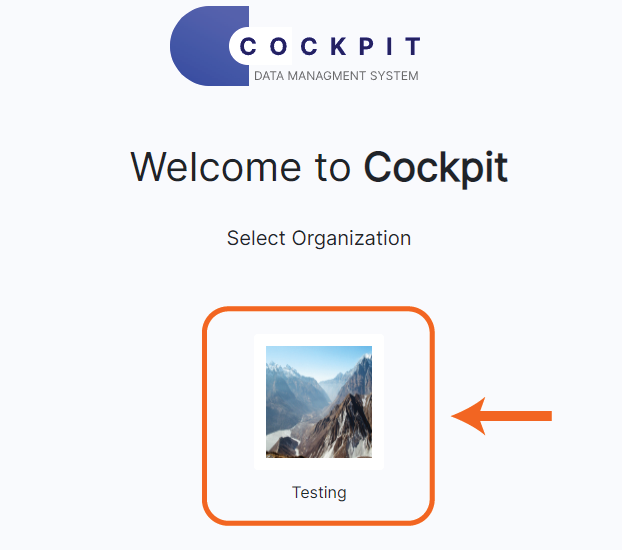 COCKPIT
DATA MANAGMENT SYSTEM
Welcome to Cockpit
Select Organization
Testing